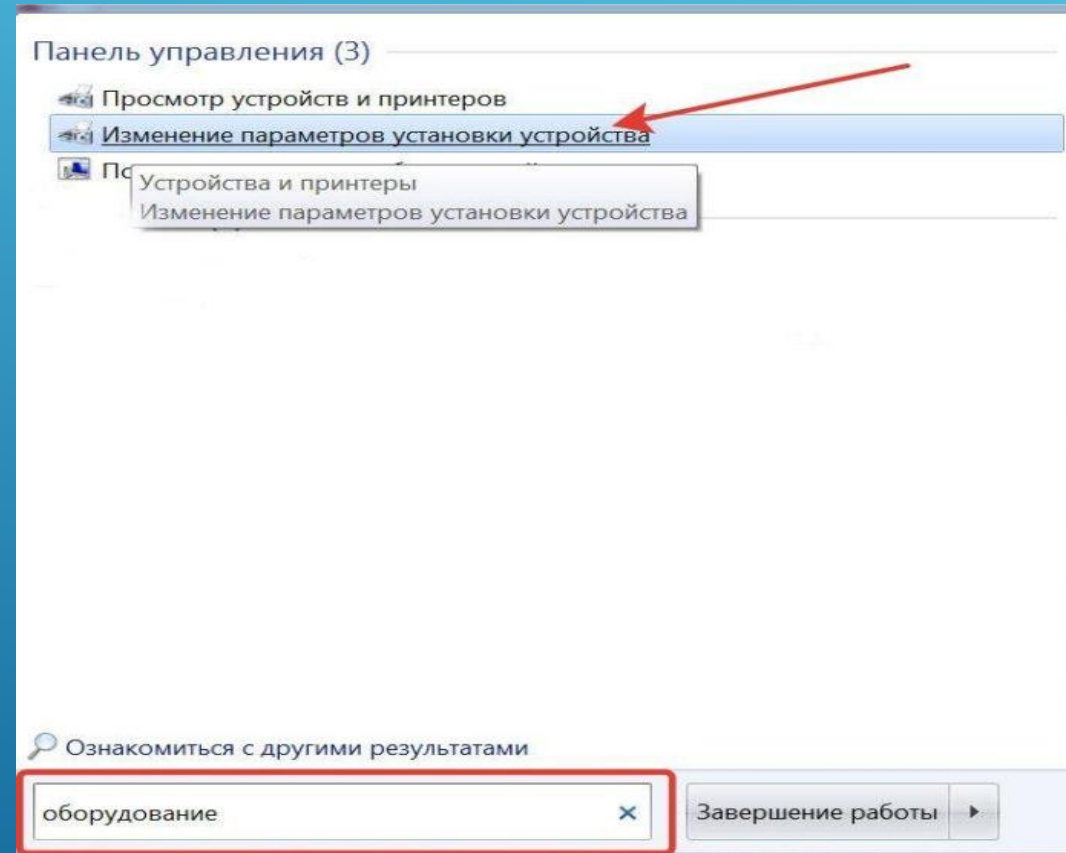 Панель управления (3)
Просмотр устройств и принтеров
Изменение параметров установки устройства
Устройства и принтеры
Изменение параметров установки устройства
Ознакомиться с другими результатами
оборудование
Завершение работы